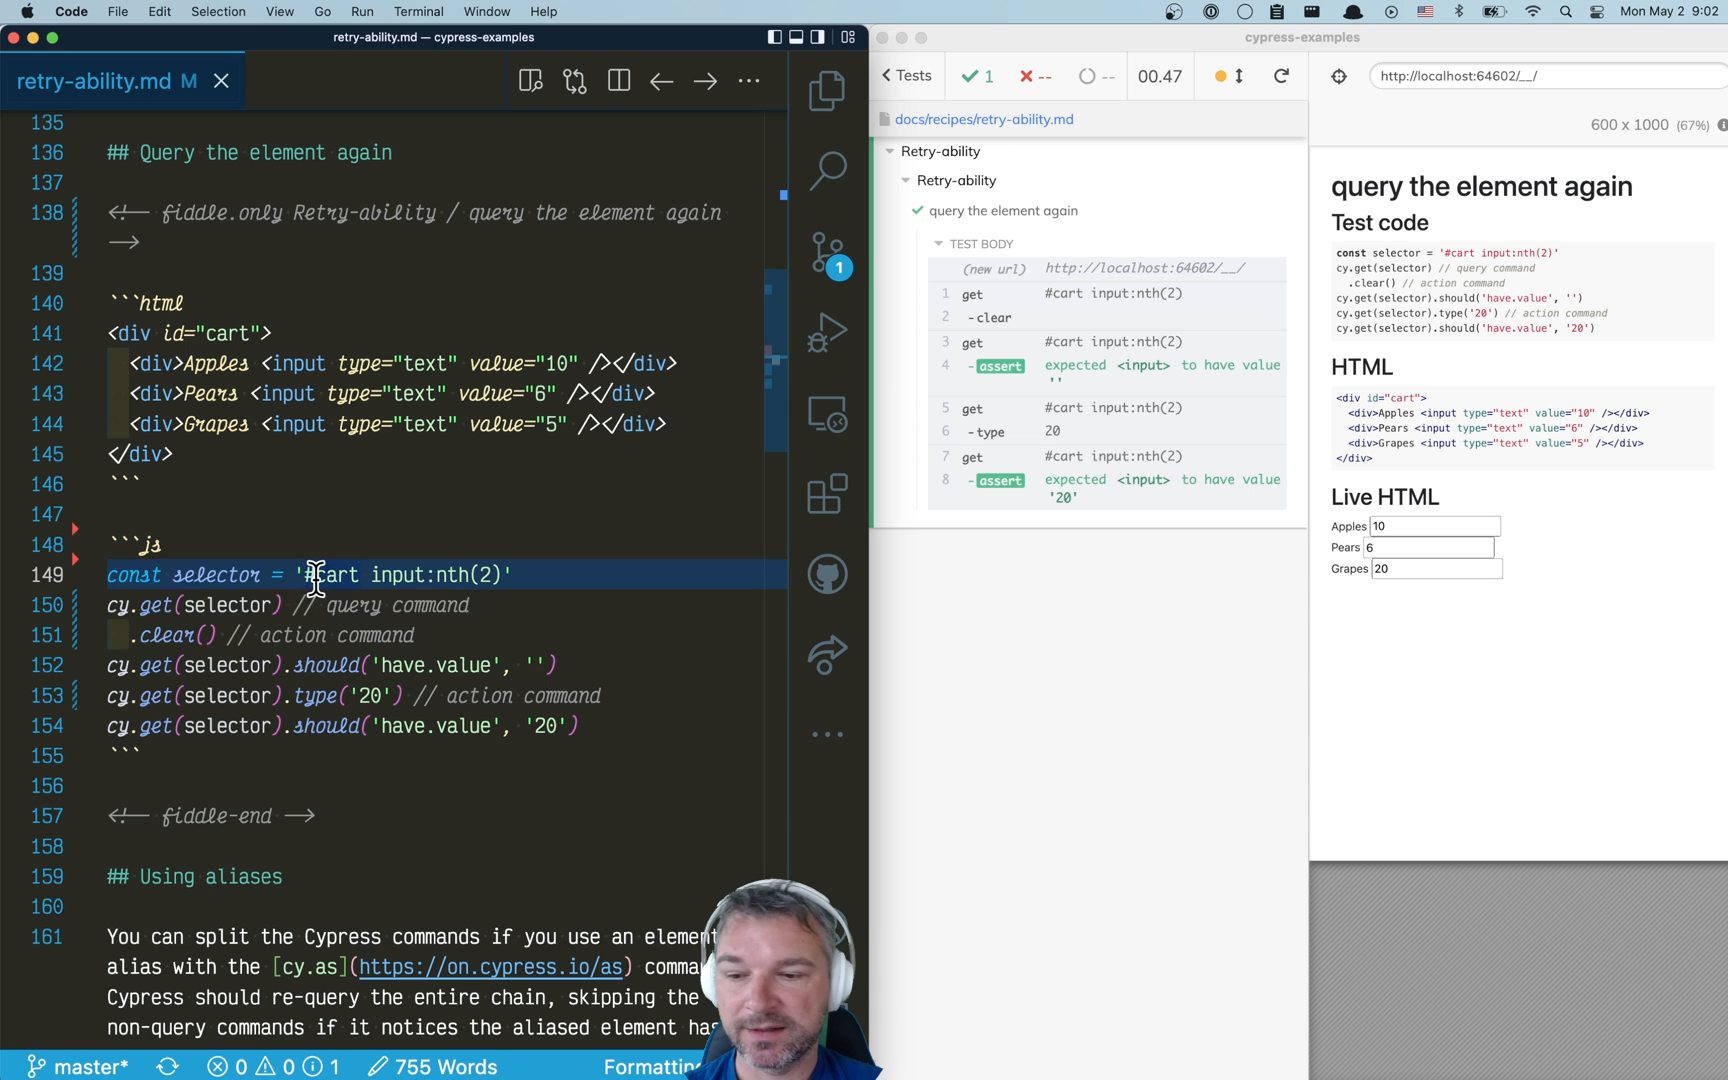 Code File Edit Selection View Go Run Terminal Window Help Mon May 2 9:02
retry-ability.md — cypress-examples
retry-ability.md M
135
136 ## Query the element again
137
138 <!-- fiddle.only Retry-ability / query the element again
-->
139
140 ```html
141 <div id="cart">
142 <div>Apples <input type="text" value="10" /></div>
143 <div>Pears <input type="text" value="6" /></div>
144 <div>Grapes <input type="text" value="5" /></div>
145 </div>
146 ```
147
148 ```js
149 const selector = '#cart input:nth(2)'
150 cy.get(selector) // query command
151 .clear() // action command
152 cy.get(selector).should('have.value', '')
153 cy.get(selector).type('20') // action command
154 cy.get(selector).should('have.value', '20')
155 ```
156
157 <!-- fiddle-end -->
158
159 ## Using aliases
160
161 You can split the Cypress commands if you use an element
alias with the [cy.as](https://on.cypress.io/as)
Cypress should re-query the entire chain, skipping the
non-query commands if it notices the aliased element has
1
master* 0 0 1 755 Words
cypress-examples
Tests 1 -- -- 00.47
docs/recipes/retry-ability.md
Retry-ability
Retry-ability
query the element again
TEST BODY
(new url) http://localhost:64602/__/
1 get #cart input:nth(2)
2 -clear
3 get #cart input:nth(2)
4 -assert expected <input> to have value
''
5 get #cart input:nth(2)
6 -type 20
7 get #cart input:nth(2)
8 -assert expected <input> to have value
'20'
http://localhost:64602/__/
600 x 1000 (67%)
query the element again
Test code
const selector = '#cart input:nth(2)'
cy.get(selector) // query command
.clear() // action command
cy.get(selector).should('have.value', '')
cy.get(selector).type('20') // action command
cy.get(selector).should('have.value', '20')
HTML
<div id="cart">
<div>Apples <input type="text" value="10" /></div>
<div>Pears <input type="text" value="6" /></div>
<div>Grapes <input type="text" value="5" /></div>
</div>
Live HTML
Apples 10
Pears 6
Grapes 20